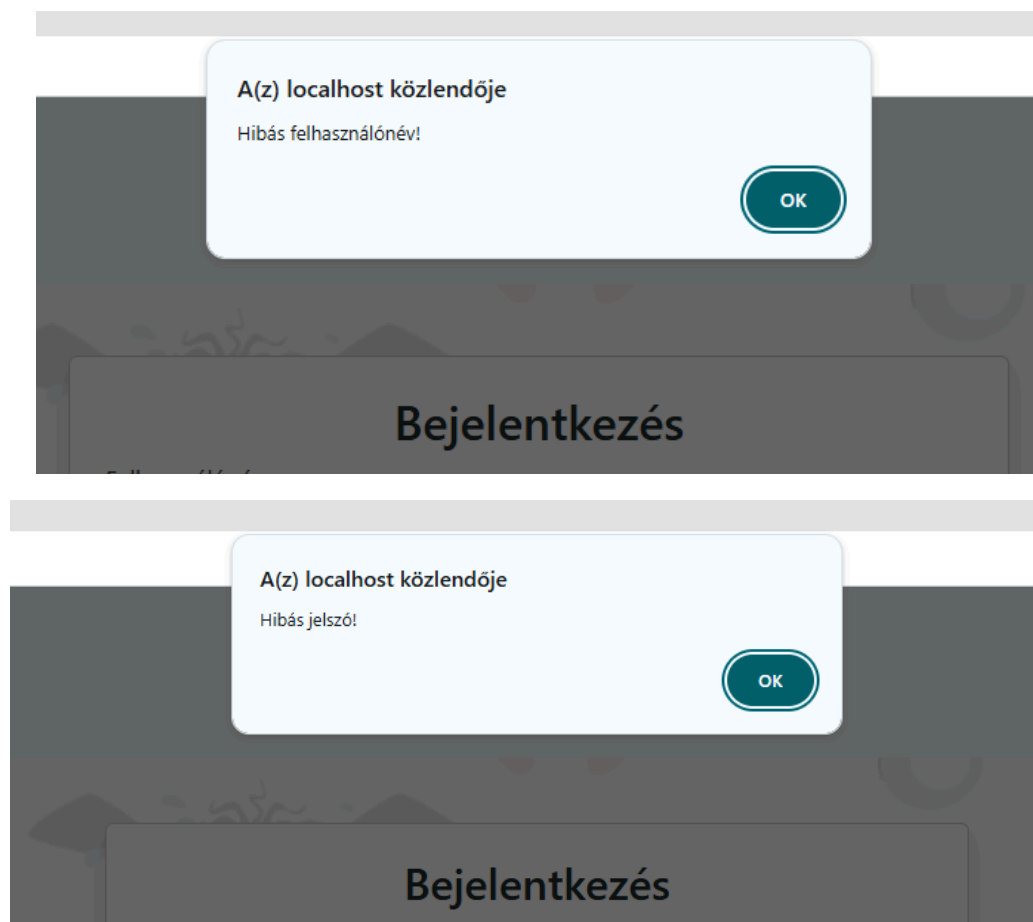 A(z) localhost közlendője
Hibás felhasználónév!
OK
Bejelentkezés
A(z) localhost közlendője
Hibás jelszó!
OK
Bejelentkezés